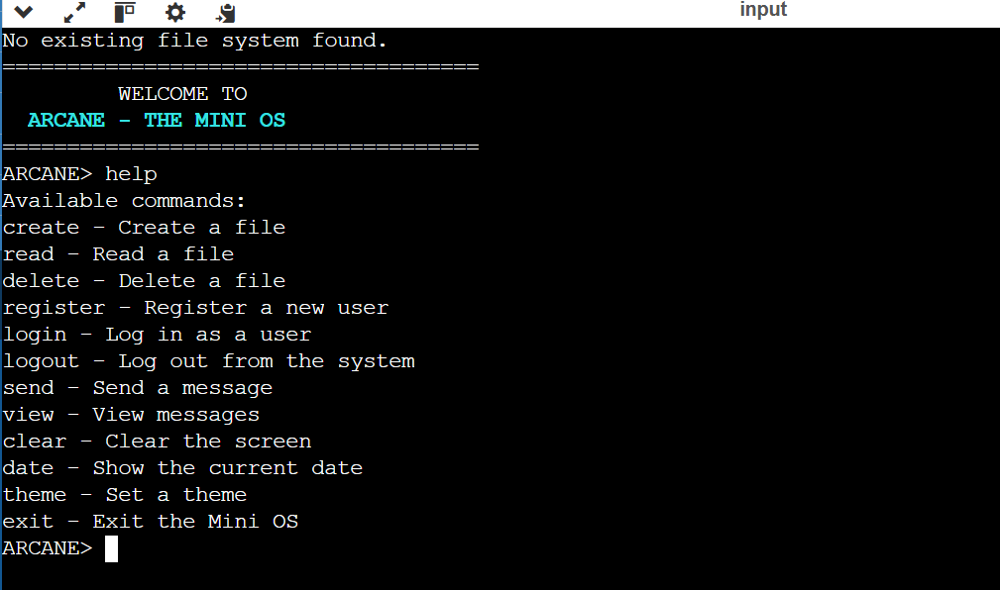 input
No existing file system found.
=====================================
WELCOME TO
ARCANE - THE MINI OS
=====================================
ARCANE> help
Available commands:
create - Create a file
read - Read a file
delete - Delete a file
register - Register a new user
login - Log in as a user
logout - Log out from the system
send - Send a message
view - View messages
clear - Clear the screen
date - Show the current date
theme - Set a theme
exit - Exit the Mini OS
ARCANE>